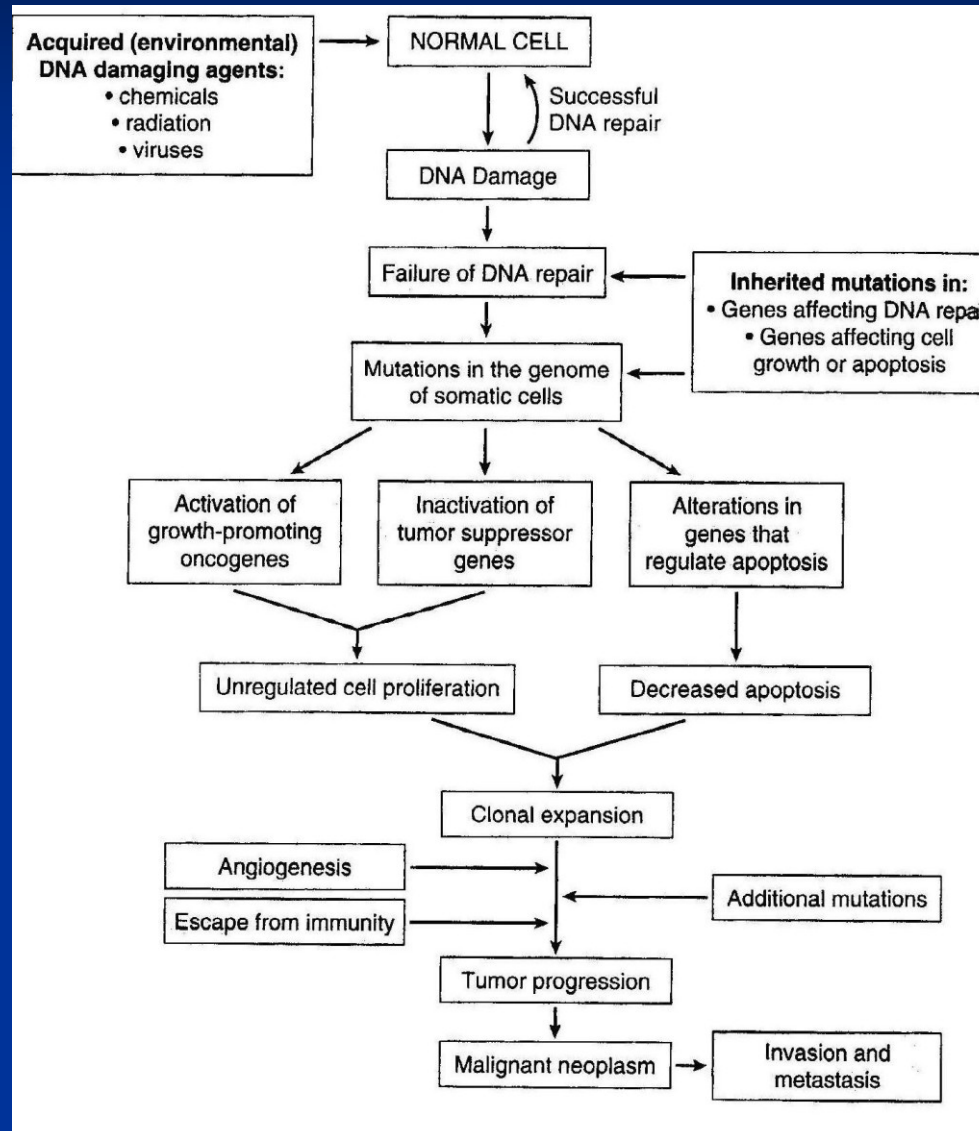 Acquired (environmental)
DNA damaging agents:
• chemicals
• radiation
• viruses
NORMAL CELL
Successful
DNA repair
DNA Damage
Failure of DNA repair
Inherited mutations in:
• Genes affecting DNA repair
• Genes affecting cell
growth or apoptosis
Mutations in the genome
of somatic cells
Activation of
growth-promoting
oncogenes
Inactivation of
tumor suppressor
genes
Alterations in
genes that
regulate apoptosis
Unregulated cell proliferation
Decreased apoptosis
Clonal expansion
Angiogenesis
Additional mutations
Escape from immunity
Tumor progression
Malignant neoplasm
Invasion and
metastasis